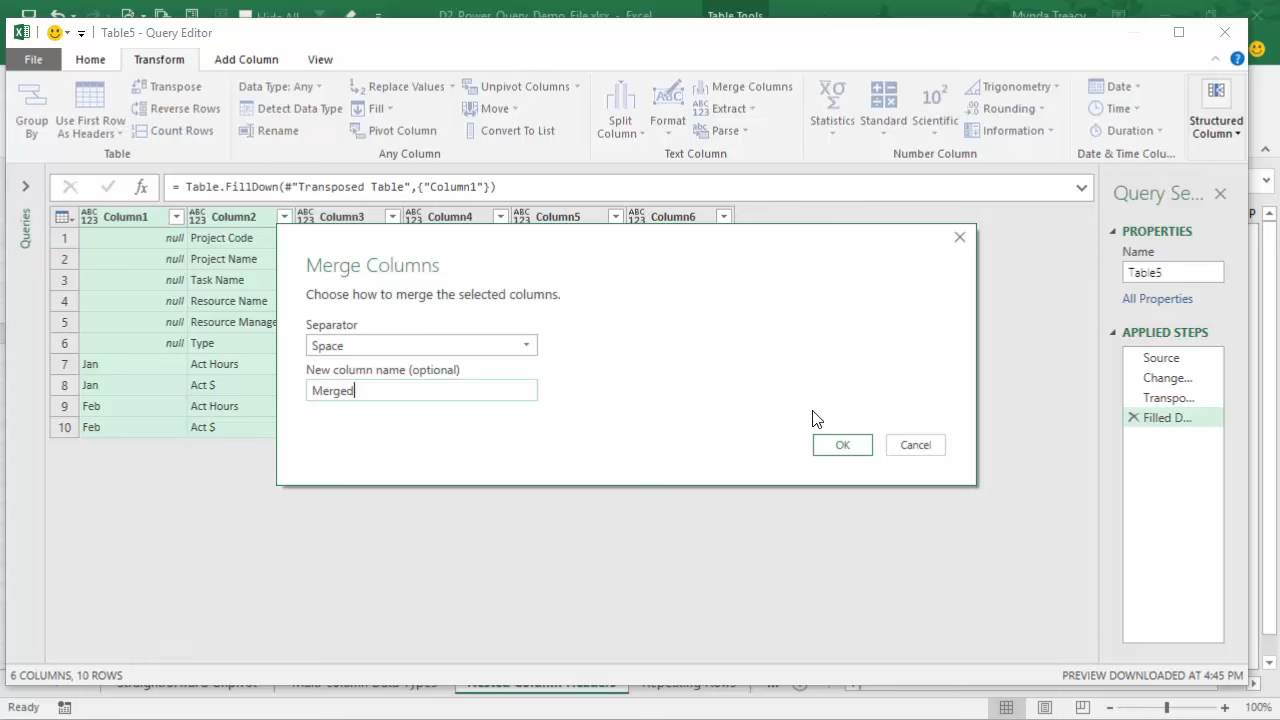 Hide All
D2_Power_Query_Demo_File.xlsx - Excel
Table Tools
Mynda Treacy
Table5 - Query Editor
File
Home
Transform
Add Column
View
Group By
Use First Row As Headers
Transpose
Reverse Rows
Count Rows
Table
Data Type: Any
Detect Data Type
Rename
Replace Values
Fill
Pivot Column
Unpivot Columns
Move
Convert To List
Any Column
Split Column
Format
Merge Columns
Extract
Parse
Text Column
Statistics
Standard
Scientific
Trigonometry
Rounding
Information
Number Column
Date
Time
Duration
Date & Time Colu...
Structured Column
Queries
= Table.FillDown(#"Transposed Table",{"Column1"})
Column1 Column2 Column3 Column4 Column5 Column6
1 null Project Code
2 null Project Name
3 null Task Name
4 null Resource Name
5 null Resource Manage
6 null Type
7 Jan Act Hours
8 Jan Act $
9 Feb Act Hours
10 Feb Act $
Merge Columns
Choose how to merge the selected columns.
Separator
Space
New column name (optional)
Merged
OK
Cancel
Query Se...
PROPERTIES
Name
Table5
All Properties
APPLIED STEPS
Source
Change...
Transpo...
Filled D...
6 COLUMNS, 10 ROWS
PREVIEW DOWNLOADED AT 4:45 PM
Ready
100%